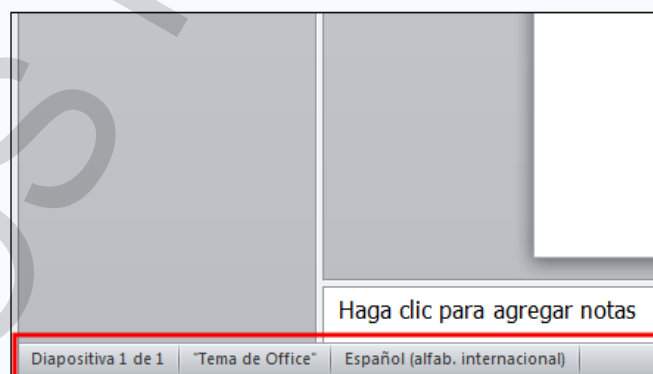 Haga clic para agregar notas
Diapositiva 1 de 1 "Tema de Office" Español (alfab. internacional)